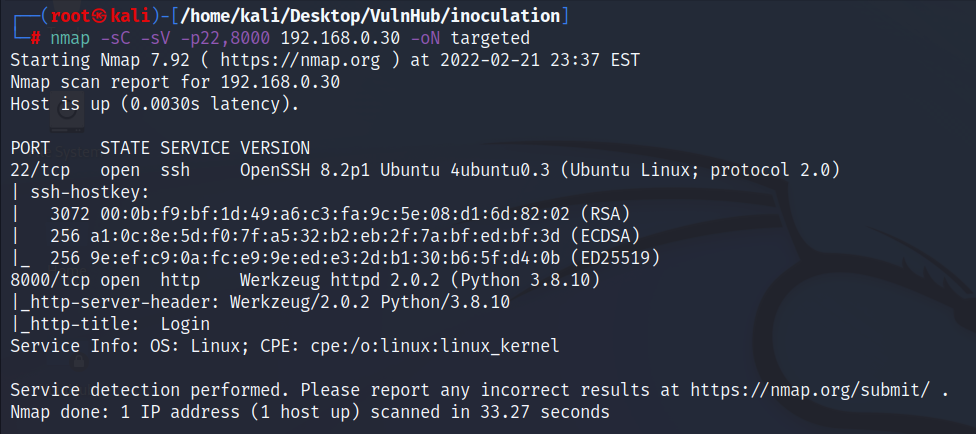 ┌──(root㉿kali)-[/home/kali/Desktop/VulnHub/inoculation]
└─# nmap -sC -sV -p22,8000 192.168.0.30 -oN targeted
Starting Nmap 7.92 ( https://nmap.org ) at 2022-02-21 23:37 EST
Nmap scan report for 192.168.0.30
Host is up (0.0030s latency).

PORT     STATE SERVICE VERSION
22/tcp   open  ssh     OpenSSH 8.2p1 Ubuntu 4ubuntu0.3 (Ubuntu Linux; protocol 2.0)
| ssh-hostkey:
|   3072 00:0b:f9:bf:1d:49:a6:c3:fa:9c:5e:08:d1:6d:82:02 (RSA)
|   256 a1:0c:8e:5d:f0:7f:a5:32:b2:eb:2f:7a:bf:ed:bf:3d (ECDSA)
|_  256 9e:ef:c9:0a:fc:e9:9e:ed:e3:2d:b1:30:b6:5f:d4:0b (ED25519)
8000/tcp open  http    Werkzeug httpd 2.0.2 (Python 3.8.10)
|_http-server-header: Werkzeug/2.0.2 Python/3.8.10
|_http-title:  Login
Service Info: OS: Linux; CPE: cpe:/o:linux:linux_kernel

Service detection performed. Please report any incorrect results at https://nmap.org/submit/ .
Nmap done: 1 IP address (1 host up) scanned in 33.27 seconds